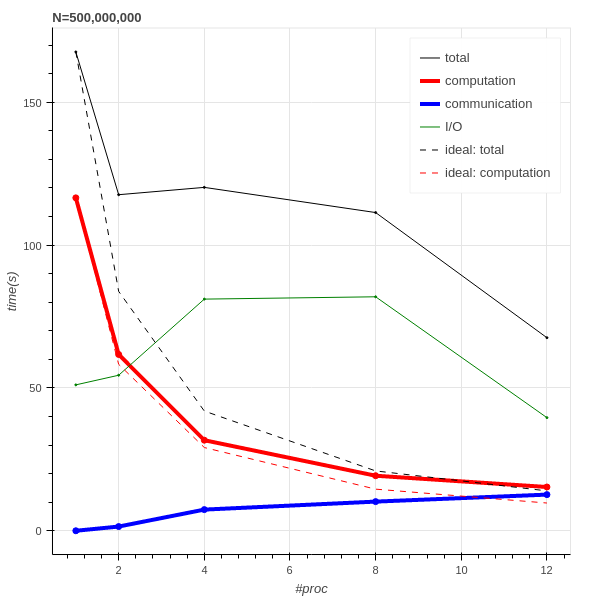 N=500,000,000
total
computation
communication
I/O
ideal: total
ideal: computation
150
100
50
0
time(s)
2
4
6
8
10
12
#proc